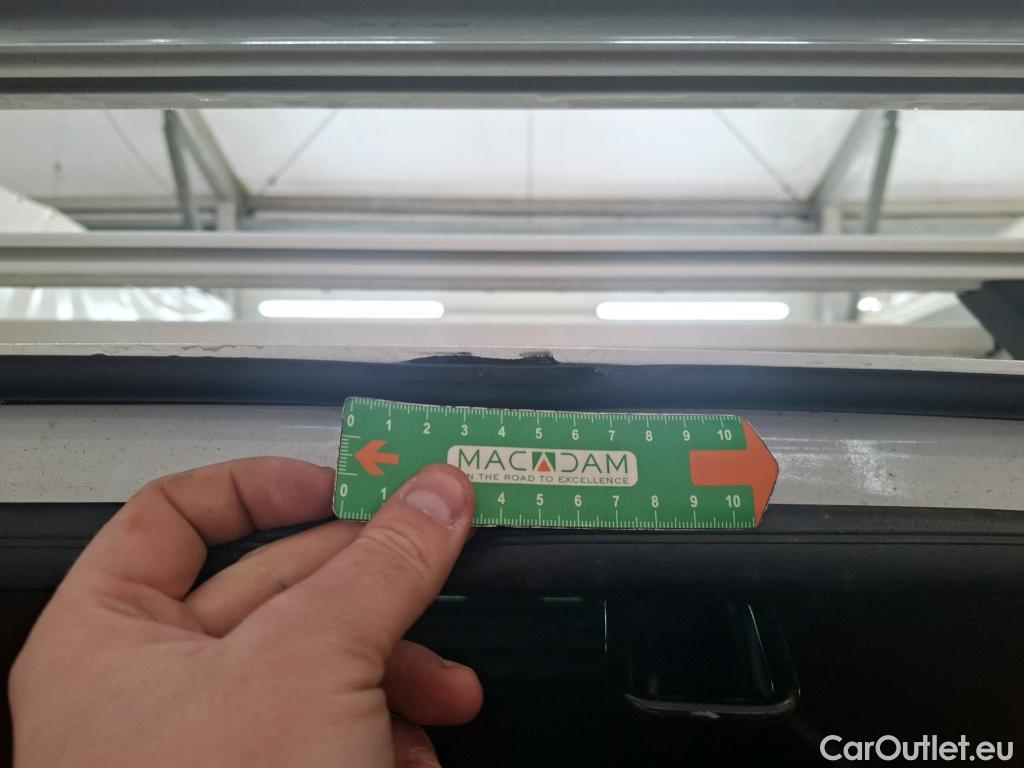 0 1 2 3 4 5 6 7 8 9 10
MACADAM
N THE ROAD TO EXCELLENCE
0 1 4 5 6 7 8 9 10
CarOutlet.eu